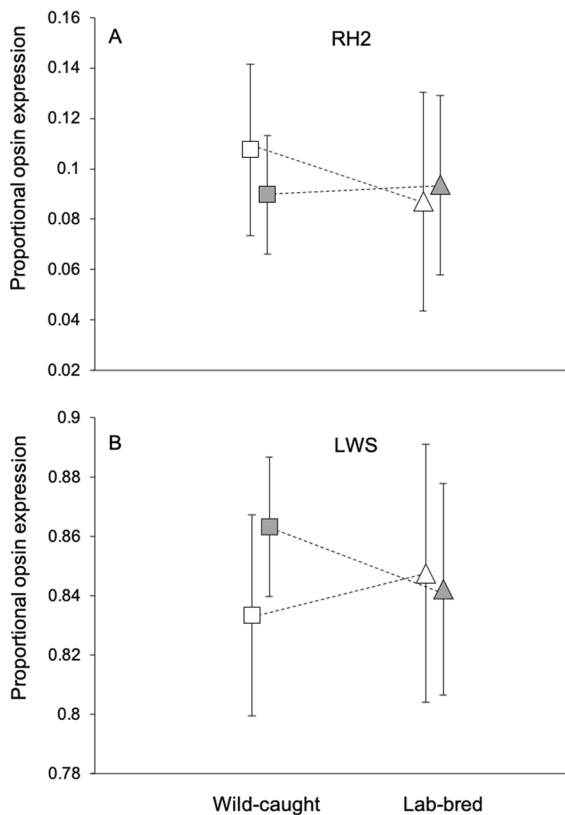 A
RH2
Proportional opsin expression
0.16
0.14
0.12
0.1
0.08
0.06
0.04
0.02
B
LWS
Proportional opsin expression
0.9
0.88
0.86
0.84
0.82
0.8
0.78
Wild-caught
Lab-bred